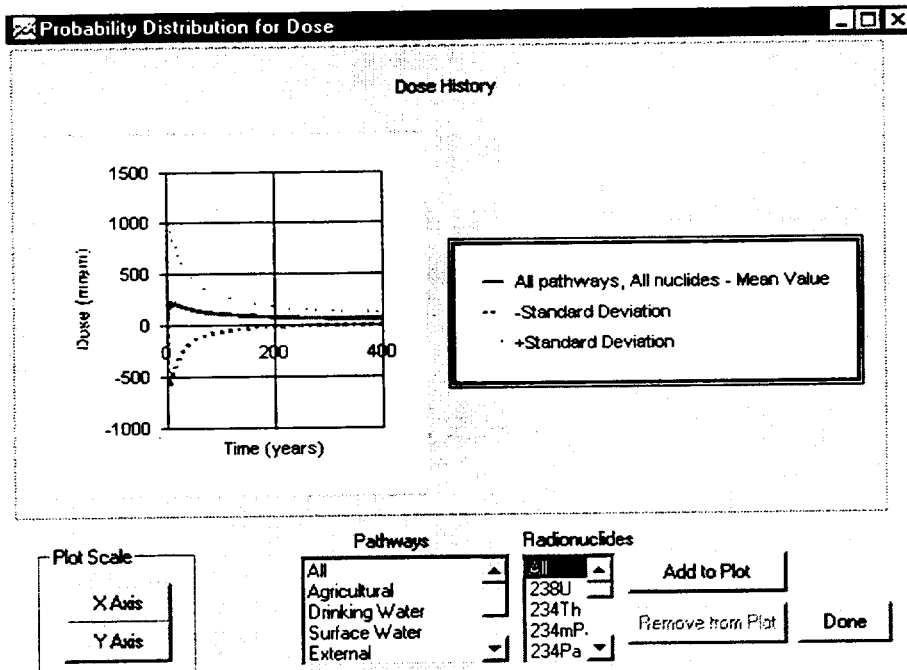 Probability Distribution for Dose
Dose History
1500
1000
500
0
-500
-1000
0
200
400
Dose (mrem)
Time (years)
All pathways, All nuclides - Mean Value
-Standard Deviation
+Standard Deviation
Plot Scale
X Axis
Y Axis
Pathways
All
Agricultural
Drinking Water
Surface Water
External
Radionuclides
All
238U
234Th
234mP.
234Pa
Add to Plot
Remove from Plot
Done